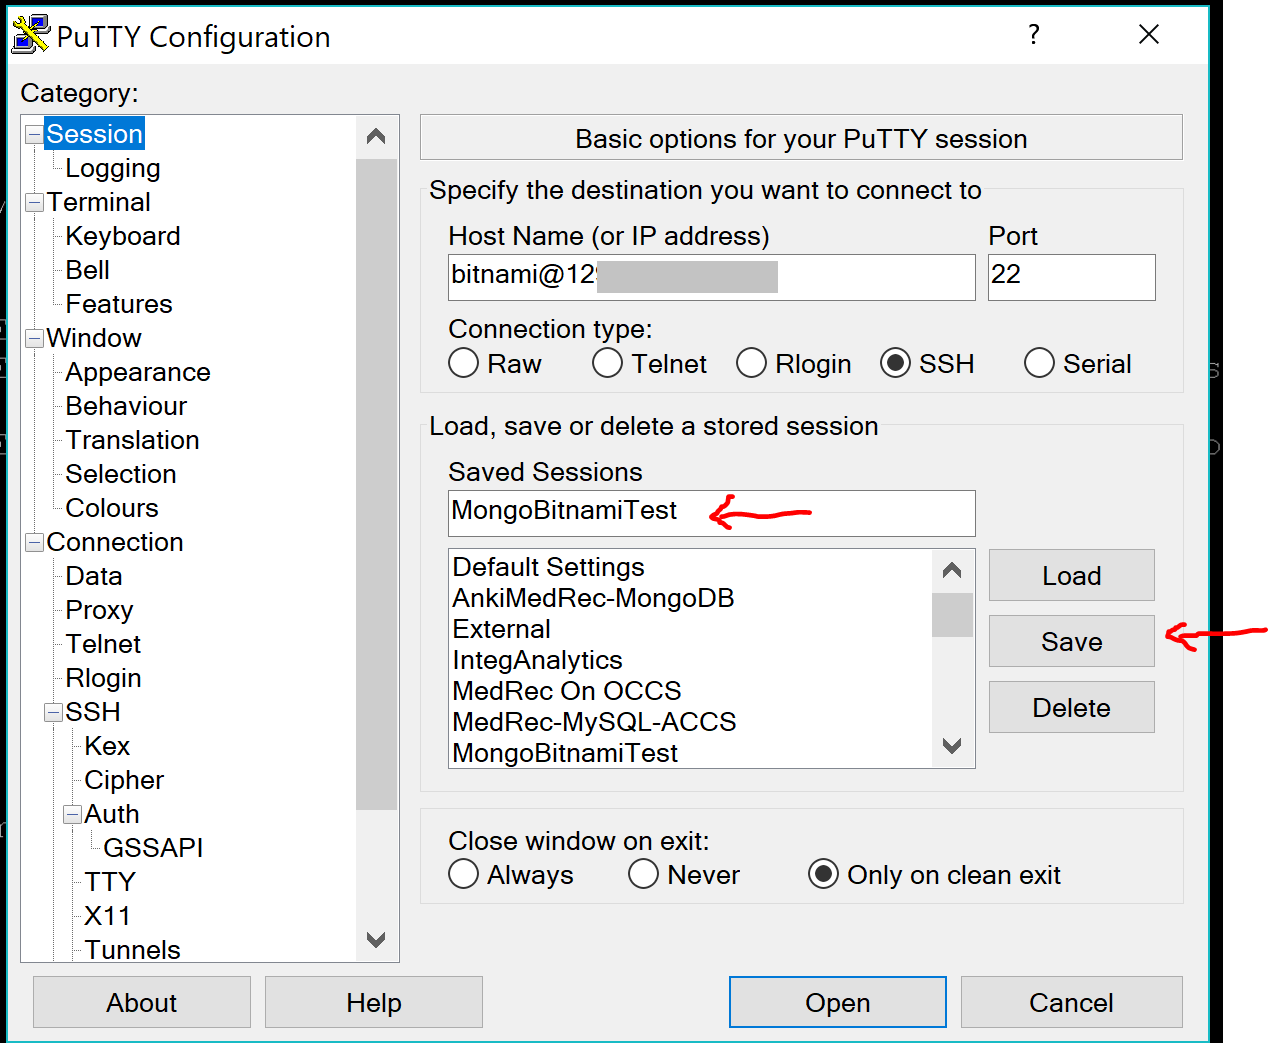 PuTTY Configuration
?
Category:
Session
Logging
Terminal
Keyboard
Bell
Features
Window
Appearance
Behaviour
Translation
Selection
Colours
Connection
Data
Proxy
Telnet
Rlogin
SSH
Kex
Cipher
Auth
GSSAPI
TTY
X11
Tunnels
Basic options for your PuTTY session
Specify the destination you want to connect to
Host Name (or IP address) Port
bitnami@12 22
Connection type:
Raw Telnet Rlogin SSH Serial
Load, save or delete a stored session
Saved Sessions
MongoBitnamiTest
Default Settings
AnkiMedRec-MongoDB
External
IntegAnalytics
MedRec On OCCS
MedRec-MySQL-ACCS
MongoBitnamiTest
Load
Save
Delete
Close window on exit:
Always Never Only on clean exit
About Help Open Cancel